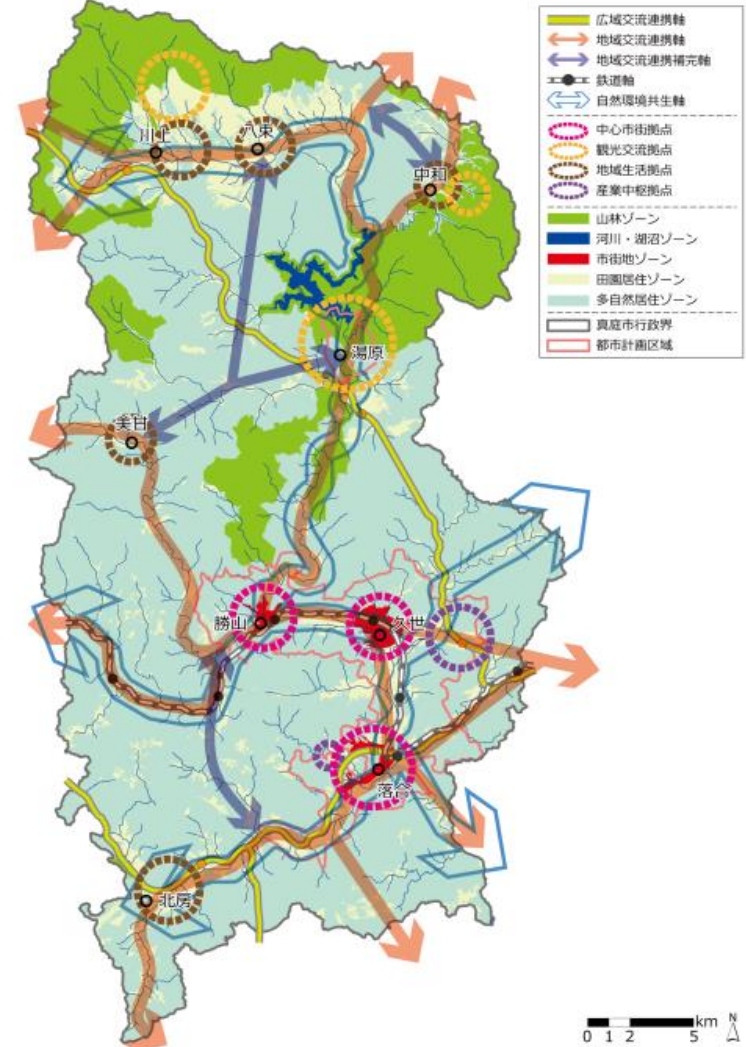 広域交流連携軸
地域交流連携軸
地域交流連携補完軸
鉄道軸
自然環境共生軸
中心市街拠点
観光交流拠点
地域生活拠点
産業中枢拠点
山林ゾーン
河川・湖沼ゾーン
市街地ゾーン
田園居住ゾーン
多自然居住ゾーン
真庭市行政界
都市計画区域
川上
八束
中和
湯原
美甘
勝山
久世
落合
北房
km
0 1 2 5
N